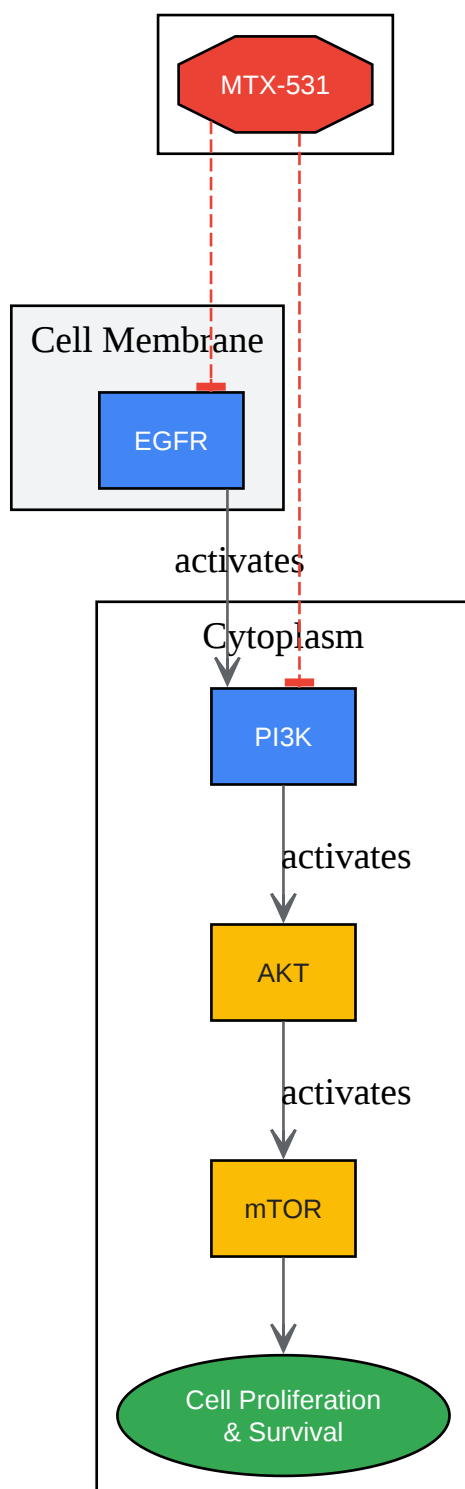 MTX-531
Cell Membrane
EGFR
activates
Cytoplasm
PI3K
activates
AKT
activates
mTOR
Cell Proliferation
& Survival